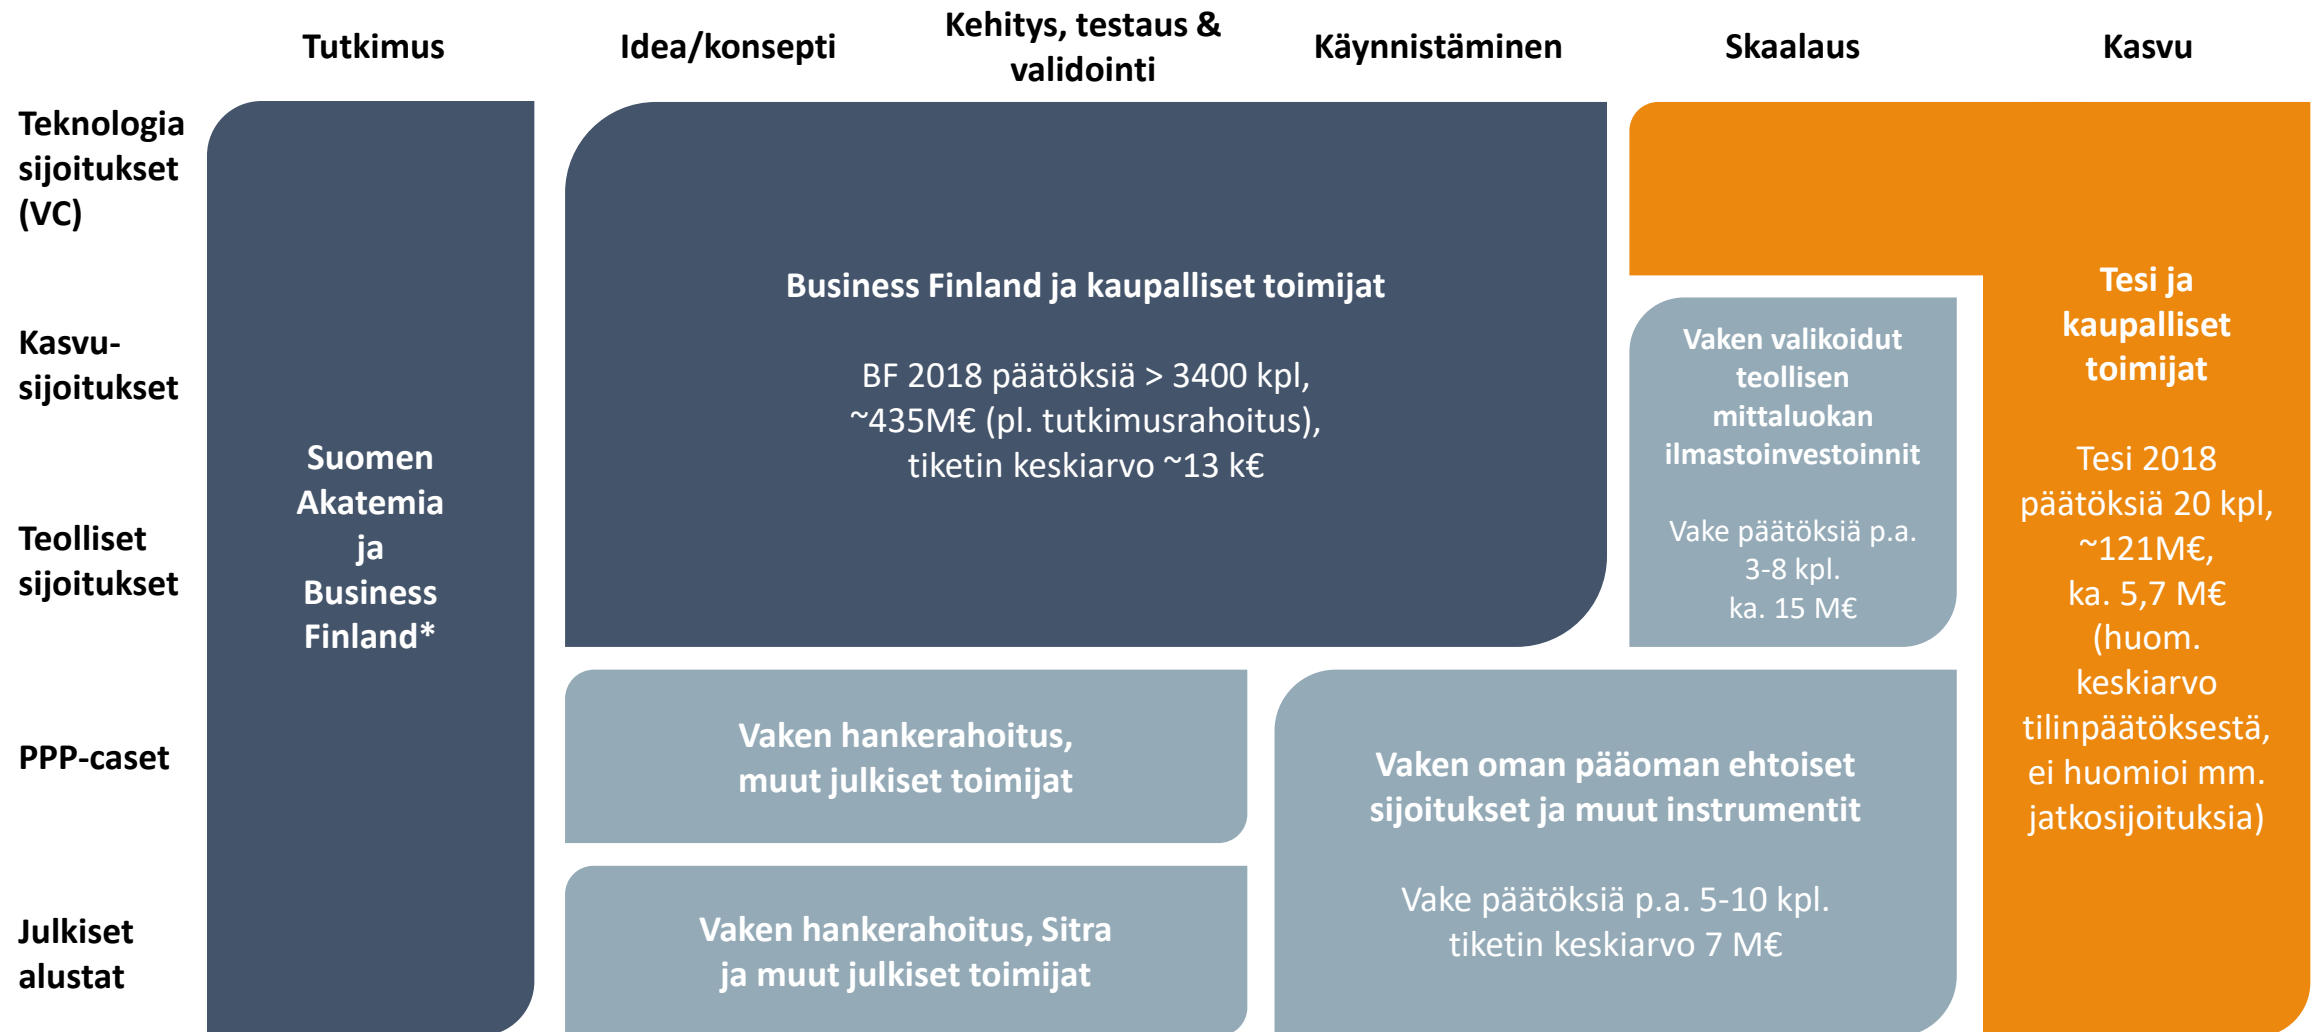 Tutkimus
Idea/konsepti
Kehitys, testaus &
validointi
Käynnistäminen
Skaalaus
Kasvu
Teknologia
sijoitukset
(VC)
Kasvu-
sijoitukset
Teolliset
sijoitukset
PPP-caset
Julkiset
alustat
Suomen
Akatemia
ja
Business
Finland*
Business Finland ja kaupalliset toimijat
BF 2018 päätöksiä > 3400 kpl,
~435M€ (pl. tutkimusrahoitus),
tiketin keskiarvo ~13 k€
Vaken valikoidut
teollisen
mittaluokan
ilmastoinvestoinnit
Vake päätöksiä p.a.
3-8 kpl.
ka. 15 M€
Tesi ja
kaupalliset
toimijat
Tesi 2018
päätöksiä 20 kpl,
~121M€,
ka. 5,7 M€
(huom.
keskiarvo
tilinpäätöksestä,
ei huomioi mm.
jatkosijoituksia)
Vaken hankerahoitus,
muut julkiset toimijat
Vaken oman pääoman ehtoiset
sijoitukset ja muut instrumentit
Vake päätöksiä p.a. 5-10 kpl.
tiketin keskiarvo 7 M€
Vaken hankerahoitus, Sitra
ja muut julkiset toimijat